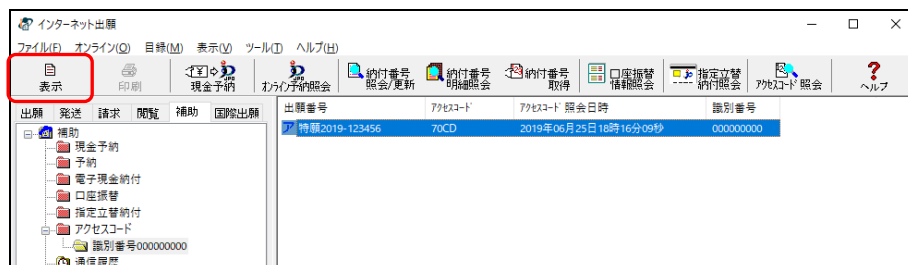 インターネット出願
ファイル(F) オンライン(O) 目録(M) 表示(V) ツール(T) ヘルプ(H)
表示
印刷
現金予納
オンライン予納照会
納付番号
照会/更新
納付番号
明細照会
納付番号
取得
口座振替
情報照会
指定立替
納付照会
アクセスコード照会
ヘルプ
出願 発送 請求 閲覧 補助 国際出願
出願番号 アクセスコード アクセスコード照会日時 識別番号
特願2019-123456 70CD 2019年06月25日18時16分09秒 000000000
補助
現金予納
予納
電子現金納付
口座振替
指定立替納付
アクセスコード
識別番号000000000
通信履歴